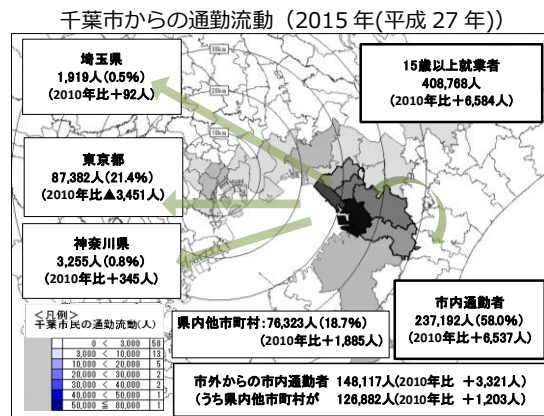 千葉市からの通勤流動（2015 年(平成 27 年)）
埼玉県
1,919人(0.5%)
(2010年比＋92人)
15歳以上就業者
408,768人
(2010年比＋6,584人)
東京都
87,382人(21.4%)
(2010年比▲3,451人)
神奈川県
3,255人(0.8%)
(2010年比＋345人)
30km
20km
10km
市内通勤者
237,192人(58.0%)
(2010年比＋6,537人)
県内他市町村：76,323人(18.7%)
(2010年比＋1,885人)
＜凡例＞
千葉市民の通勤流動(人)
0 ＜ 3,000 58
3,000 ＜ 10,000 13
10,000 ＜ 20,000 5
20,000 ＜ 30,000 2
30,000 ＜ 40,000 2
40,000 ＜ 50,000 1
50,000 ≦ 80,000 1
市外からの市内通勤者 148,117人(2010年比 ＋3,321人)
(うち県内他市町村が 126,882人(2010年比 ＋1,203人)